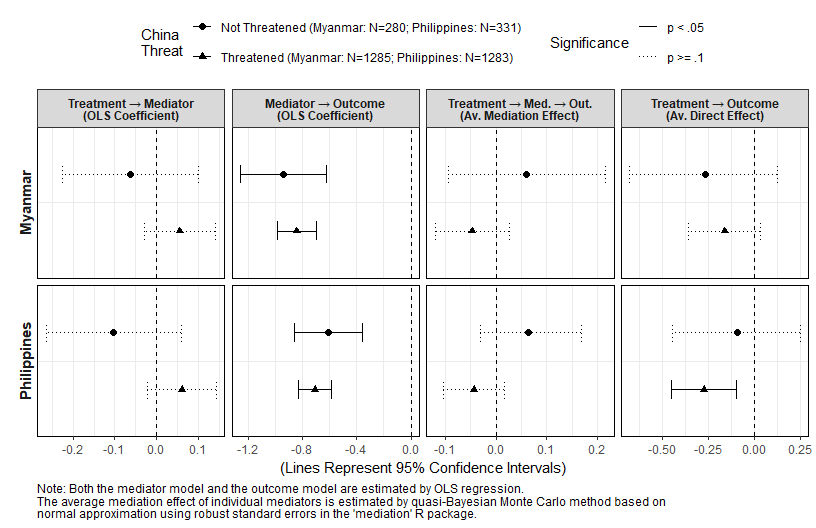 China
Threat
Not Threatened (Myanmar: N=280; Philippines: N=331)
Threatened (Myanmar: N=1285; Philippines: N=1283)
Significance
p < .05
p >= .1
Treatment → Mediator
(OLS Coefficient)
Mediator → Outcome
(OLS Coefficient)
Treatment → Med. → Out.
(Av. Mediation Effect)
Treatment → Outcome
(Av. Direct Effect)
Myanmar
Philippines
-0.2 -0.1 0.0 0.1
-1.2 -0.8 -0.4 0.0
-0.1 0.0 0.1 0.2
-0.50 -0.25 0.00 0.25
(Lines Represent 95% Confidence Intervals)
Note: Both the mediator model and the outcome model are estimated by OLS regression.
The average mediation effect of individual mediators is estimated by quasi-Bayesian Monte Carlo method based on
normal approximation using robust standard errors in the 'mediation' R package.